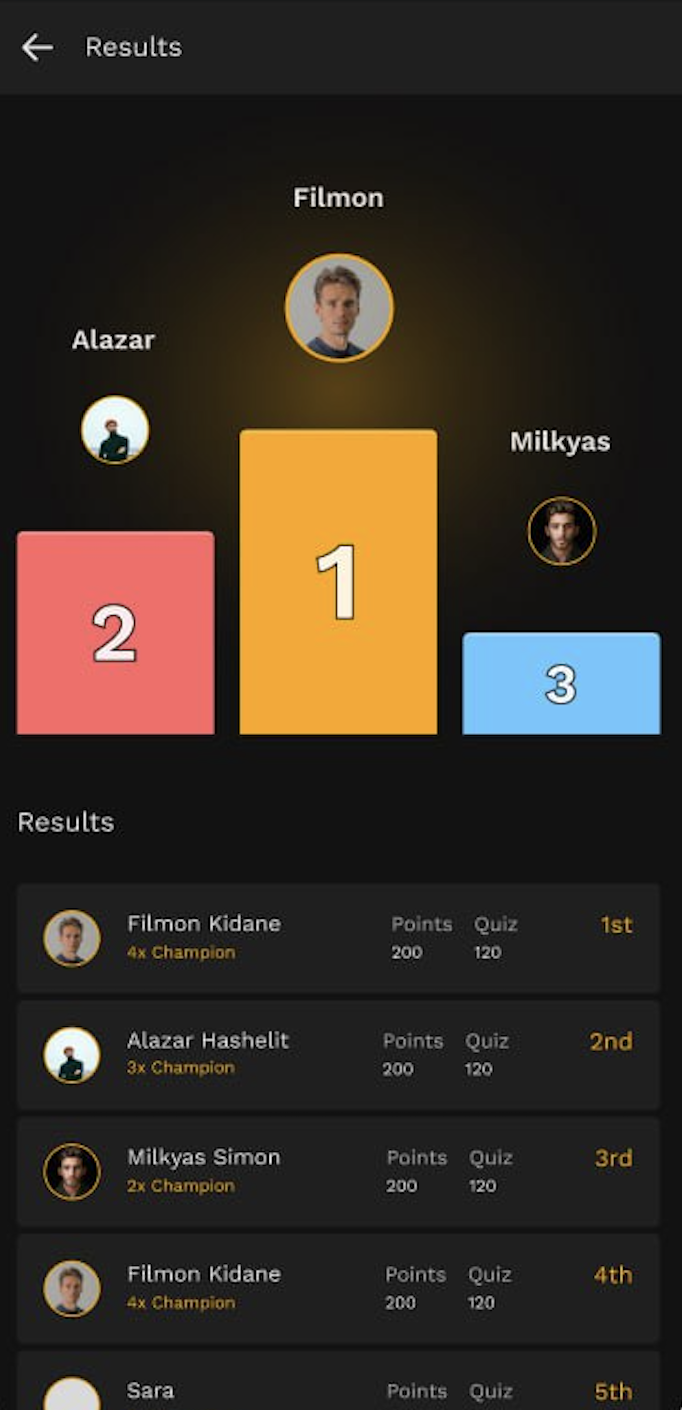 Results
Filmon
Alazar
Milkyas
1
2
3
Results
Filmon Kidane Points Quiz 1st
4x Champion 200 120
Alazar Hashelit Points Quiz 2nd
3x Champion 200 120
Milkyas Simon Points Quiz 3rd
2x Champion 200 120
Filmon Kidane Points Quiz 4th
4x Champion 200 120
Sara Points Quiz 5th